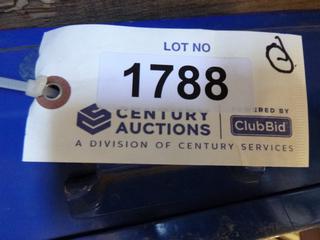 LOT NO
1788
CENTURY
AUCTIONS
POWERED BY
ClubBid
A DIVISION OF CENTURY SERVICES